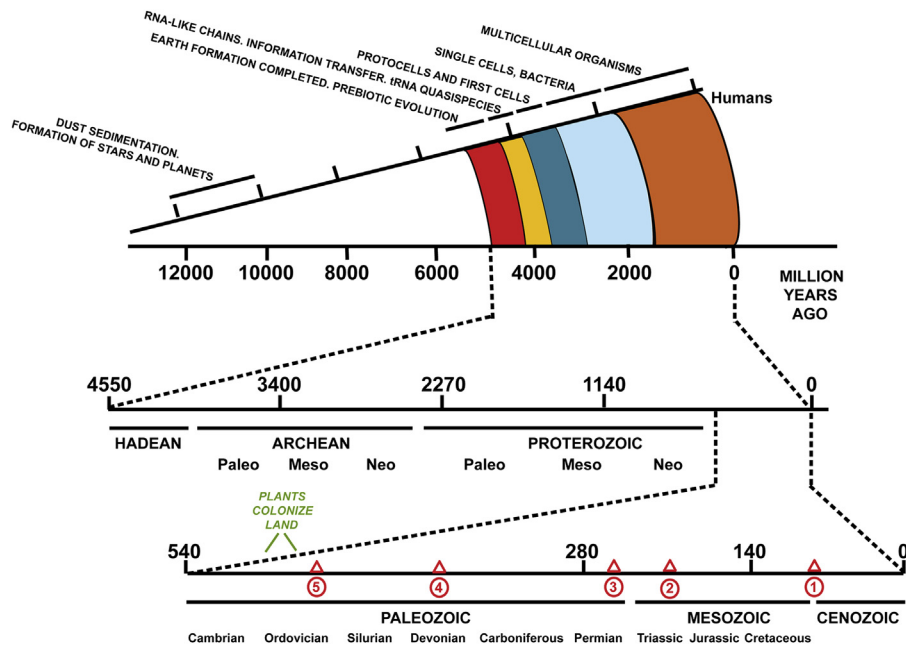 MULTICELLULAR ORGANISMS
SINGLE CELLS, BACTERIA
PROTOCELLS AND FIRST CELLS
RNA-LIKE CHAINS. INFORMATION TRANSFER. tRNA QUASISPECIES
EARTH FORMATION COMPLETED. PREBIOTIC EVOLUTION
DUST SEDIMENTATION.
FORMATION OF STARS AND PLANETS
Humans
12000 10000 8000 6000 4000 2000 0
MILLION
YEARS
AGO
4550 3400 2270 1140 0
HADEAN ARCHEAN PROTEROZOIC
Paleo Meso Neo Paleo Meso Neo
PLANTS
COLONIZE
LAND
540 280 140 0
5 4 3 2 1
PALEOZOIC MESOZOIC CENOZOIC
Cambrian Ordovician Silurian Devonian Carboniferous Permian Triassic Jurassic Cretaceous